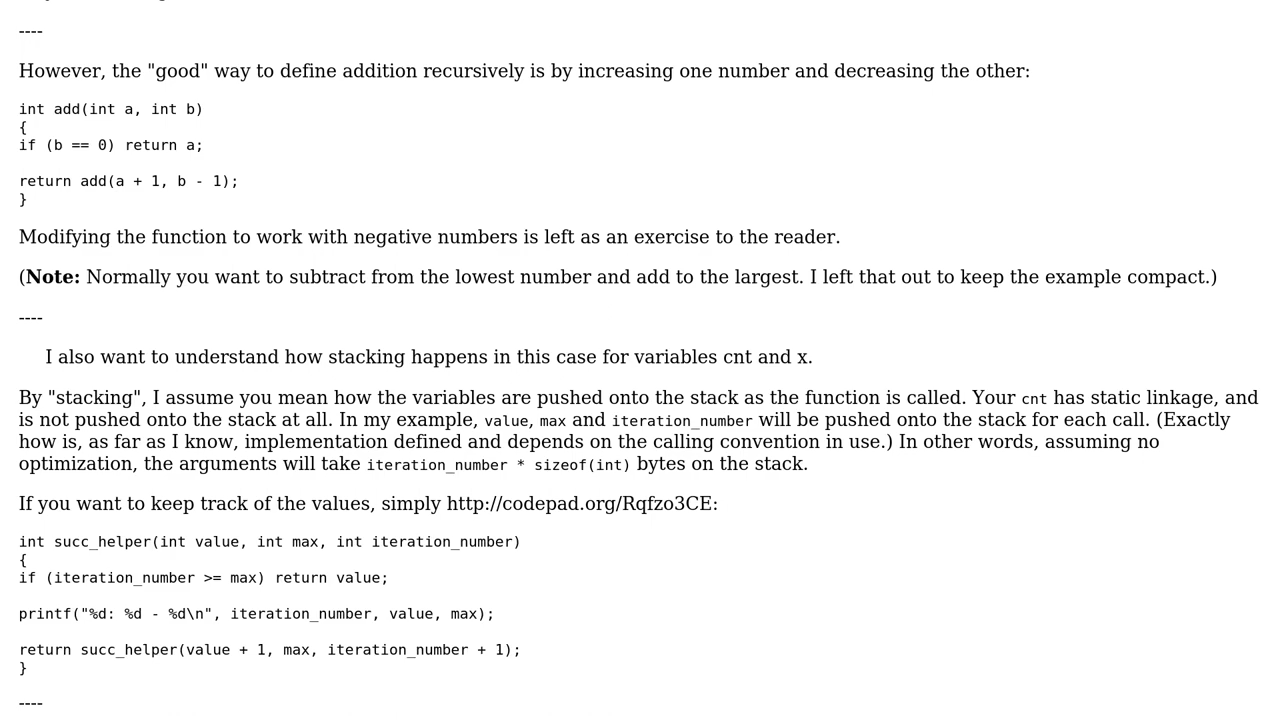 ----
However, the "good" way to define addition recursively is by increasing one number and decreasing the other:
int add(int a, int b)
{
if (b == 0) return a;
return add(a + 1, b - 1);
}
Modifying the function to work with negative numbers is left as an exercise to the reader.
(Note: Normally you want to subtract from the lowest number and add to the largest. I left that out to keep the example compact.)
----
I also want to understand how stacking happens in this case for variables cnt and x.
By "stacking", I assume you mean how the variables are pushed onto the stack as the function is called. Your cnt has static linkage, and
is not pushed onto the stack at all. In my example, value, max and iteration_number will be pushed onto the stack for each call. (Exactly
how is, as far as I know, implementation defined and depends on the calling convention in use.) In other words, assuming no
optimization, the arguments will take iteration_number * sizeof(int) bytes on the stack.
If you want to keep track of the values, simply http://codepad.org/Rqfzo3CE:
int succ_helper(int value, int max, int iteration_number)
{
if (iteration_number >= max) return value;
printf("%d: %d - %d\n", iteration_number, value, max);
return succ_helper(value + 1, max, iteration_number + 1);
}
----